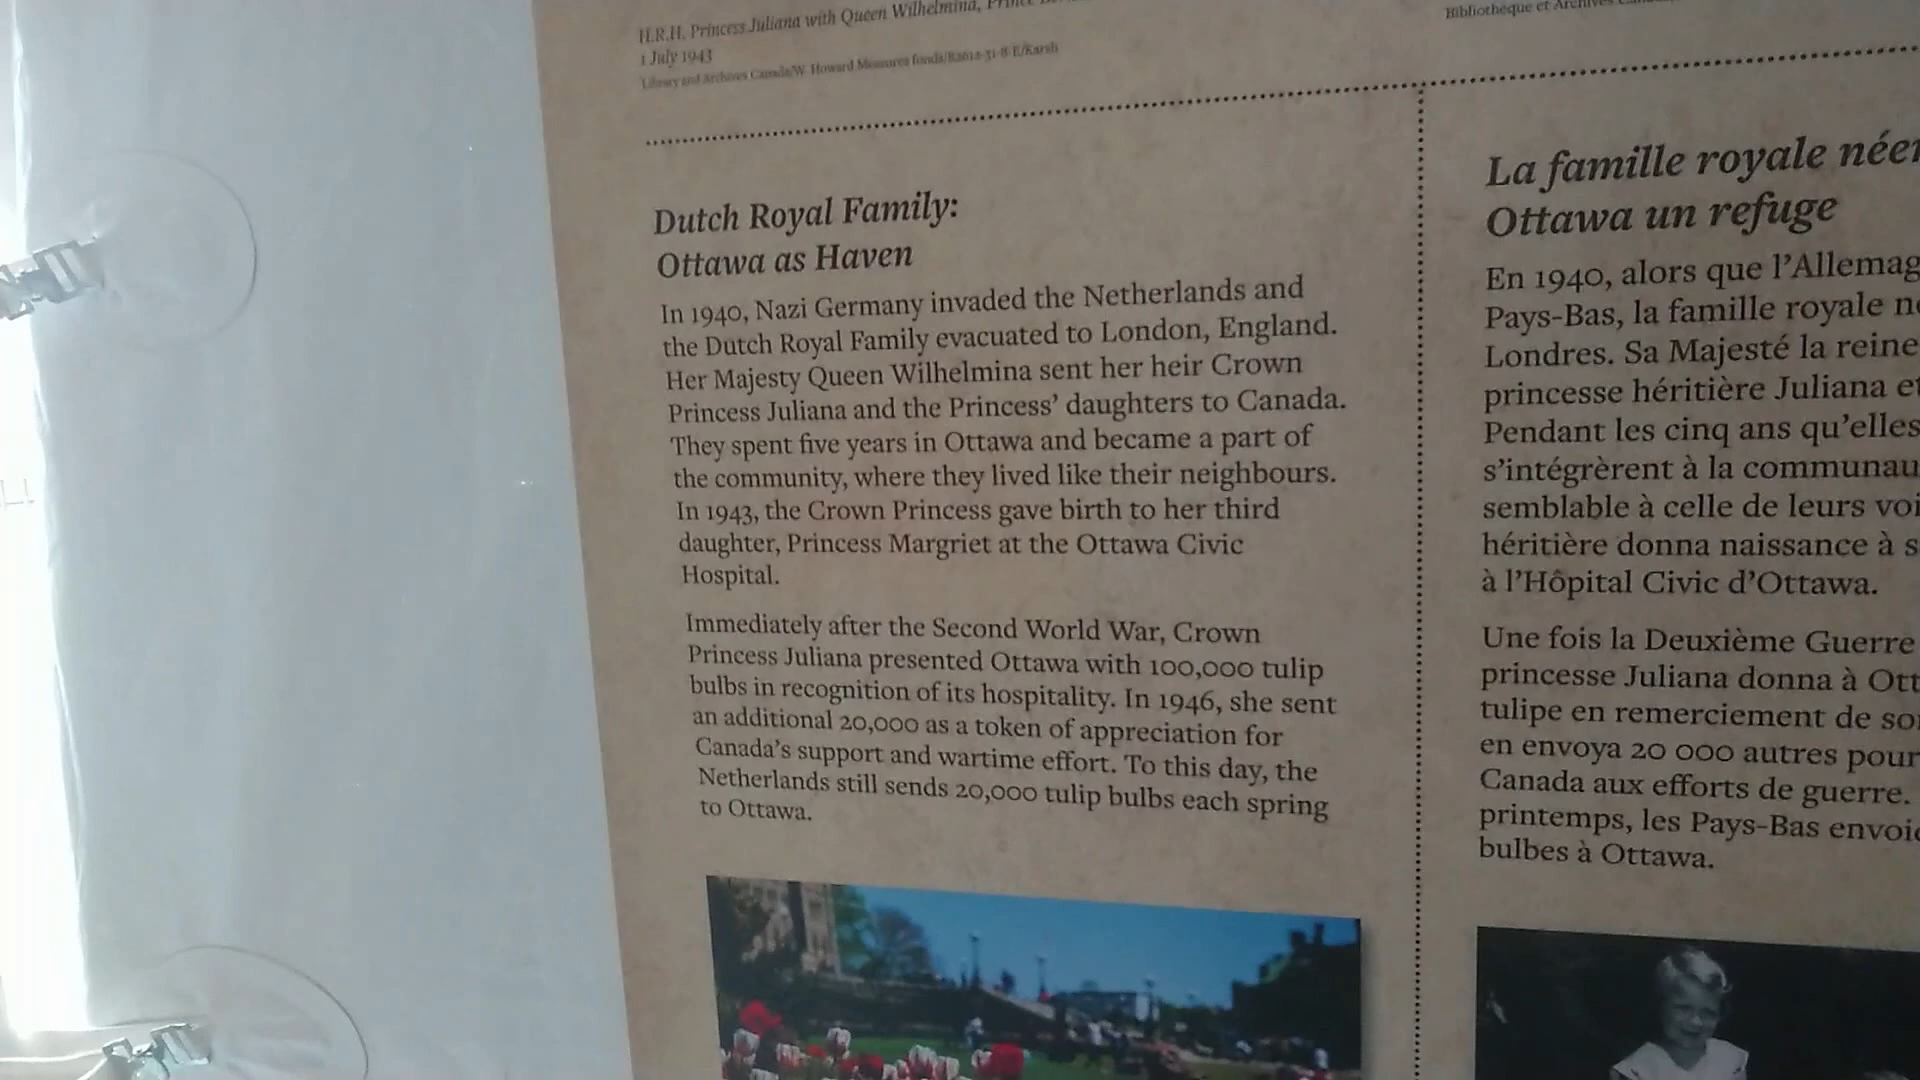 H.R.H. Princess Juliana with Queen Wilhelmina,
1 July 1943
Library and Archives Canada/W. Howard Measures fonds/
Bibliothèque et Archives
Dutch Royal Family:
Ottawa as Haven
In 1940, Nazi Germany invaded the Netherlands and
the Dutch Royal Family evacuated to London, England.
Her Majesty Queen Wilhelmina sent her heir Crown
Princess Juliana and the Princess’ daughters to Canada.
They spent five years in Ottawa and became a part of
the community, where they lived like their neighbours.
In 1943, the Crown Princess gave birth to her third
daughter, Princess Margriet at the Ottawa Civic
Hospital.
Immediately after the Second World War, Crown
Princess Juliana presented Ottawa with 100,000 tulip
bulbs in recognition of its hospitality. In 1946, she sent
an additional 20,000 as a token of appreciation for
Canada’s support and wartime effort. To this day, the
Netherlands still sends 20,000 tulip bulbs each spring
to Ottawa.
La famille royale
Ottawa un refuge
En 1940, alors que
Pays-Bas, la famille royale
Londres. Sa Majesté la reine
princesse héritière Juliana et
Pendant les cinq ans qu’elles
s’intégrèrent à la
semblable à celle de leurs
héritière donna naissance à
à l’Hôpital Civic d’Ottawa.
Une fois la Deuxième Guerre
princesse Juliana donna à
tulipe en remerciement de
en envoya 20 000 autres pour
Canada aux efforts de guerre.
printemps, les Pays-Bas
bulbes à Ottawa.